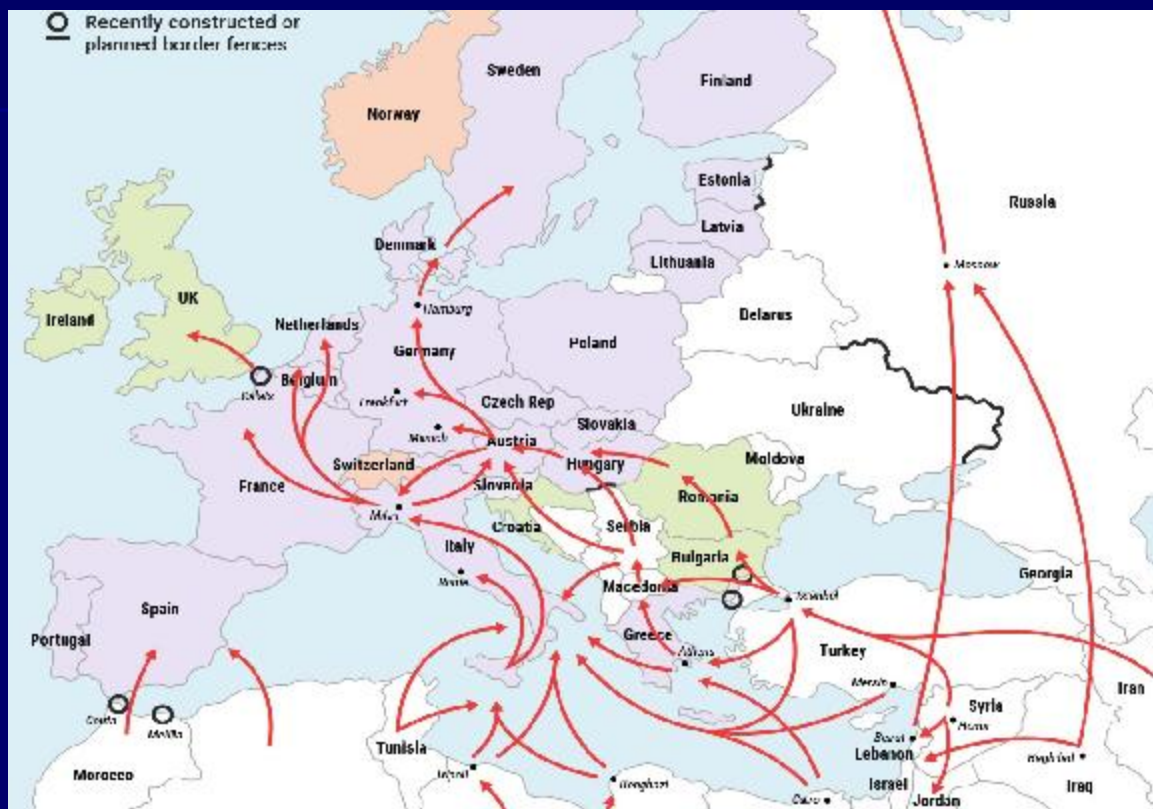 Recently constructed or
planned border fences
Sweden
Finland
Norway
Estonia
Russia
Latvia
Denmark
Lithuania
Moscow
UK
Hamburg
Ireland
Netherlands
Belarus
Germany
Poland
Belgium
Calais
Frankfurt
Czech Rep
Ukraine
Slovakia
Munich
Austria
Moldova
Switzerland
Hungary
France
Slovenia
Romania
Milan
Croatia
Serbia
Italy
Bulgaria
Rome
Macedonia
Georgia
Istanbul
Spain
Portugal
Greece
Athens
Turkey
Mersin
Iran
Syria
Homs
Ceuta
Melilla
Beirut
Tunisia
Lebanon
Baghdad
Morocco
Tripoli
Benghazi
Israel
Iraq
Cairo
Jordan